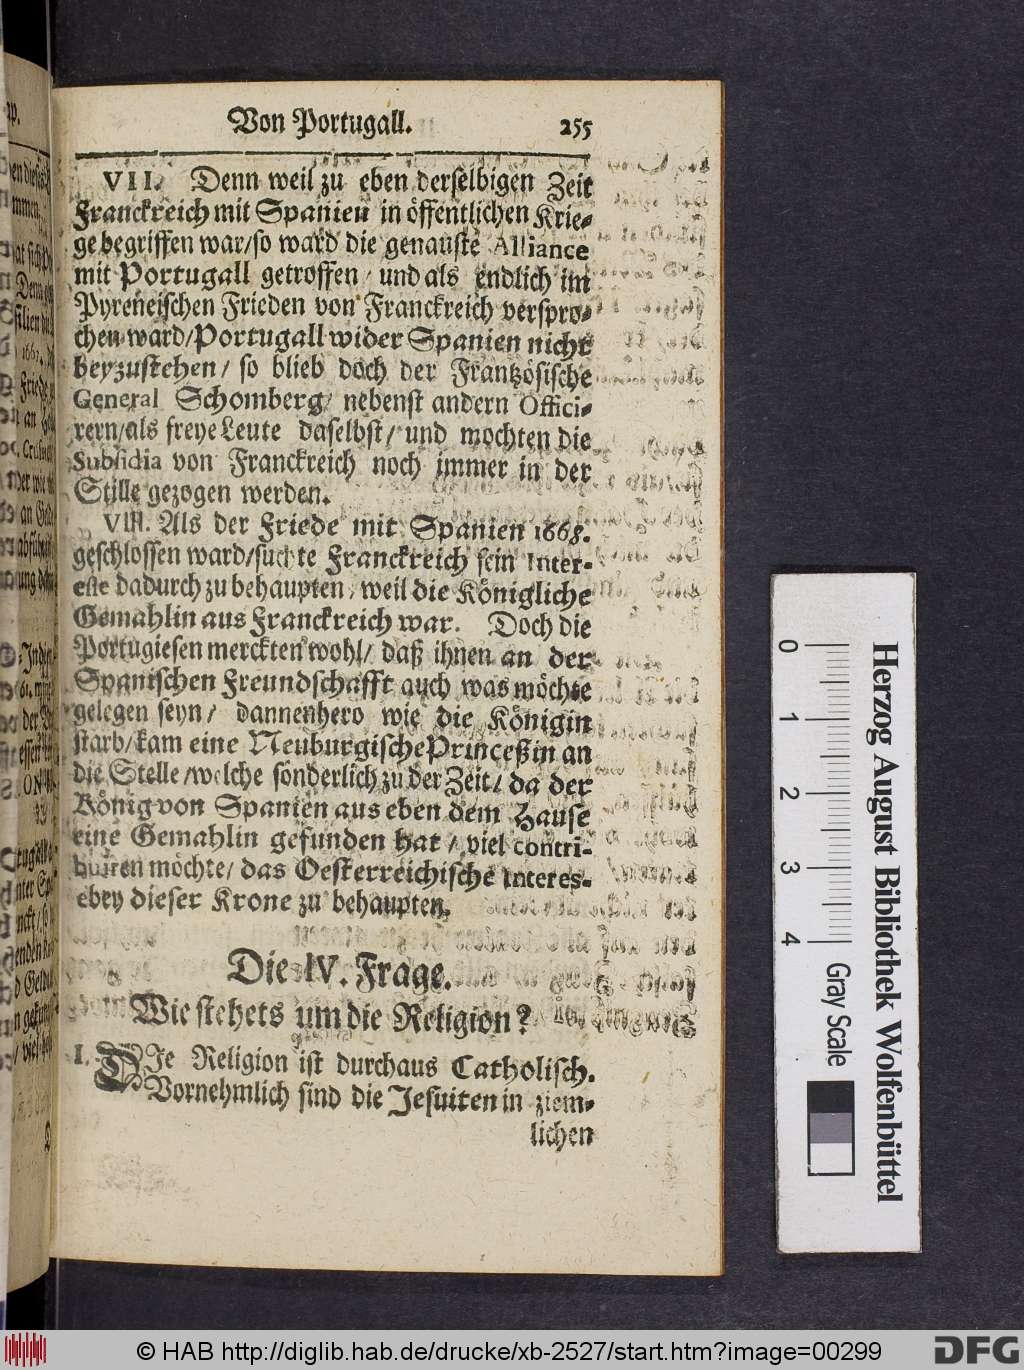 Von Portugall. 255
VII. Denn weil zu eben derselbigen Zeit
Franckreich mit Spanien in öffentlichen Krie-
ge begriffen war/so ward die genauste Alliance
mit Portugall getroffen/ und als endlich im
Pyreneischen Frieden von Franckreich verspro-
chen ward/Portugall wider Spanien nicht
beyzustehen/ so blieb doch der Frantzösische
General Schomberg/ nebenst andern Offici-
rern/als freye Leute daselbst/ und mochten die
Subsidia von Franckreich noch immer in der
Stille gezogen werden.
VIII. Als der Friede mit Spanien 1668.
geschlossen ward/suchte Franckreich sein Inter-
esse dadurch zu behaupten/ weil die Königliche
Gemahlin aus Franckreich war. Doch die
Portugiesen merckten wohl/ daß ihnen an der
Spanischen Freundschafft auch was möchte
gelegen seyn/ dannenhero wie die Königin
starb/kam eine Neuburgische Princeßin an
die Stelle/welche sonderlich zu der Zeit/ da der
König von Spanien aus eben dem Hause
eine Gemahlin gefunden hat/ viel contri-
buiren möchte/ das Oesterreichische Interes-
e bey dieser Krone zu behaupten.
Die IV. Frage.
Wie stehets um die Religion?
I. DIe Religion ist durchaus Catholisch.
Vornehmlich sind die Jesuiten in ziem-
lichen
0 1 2 3 4
Gray Scale
Herzog August Bibliothek Wolfenbüttel
© HAB http://diglib.hab.de/drucke/xb-2527/start.htm?image=00299
DFG